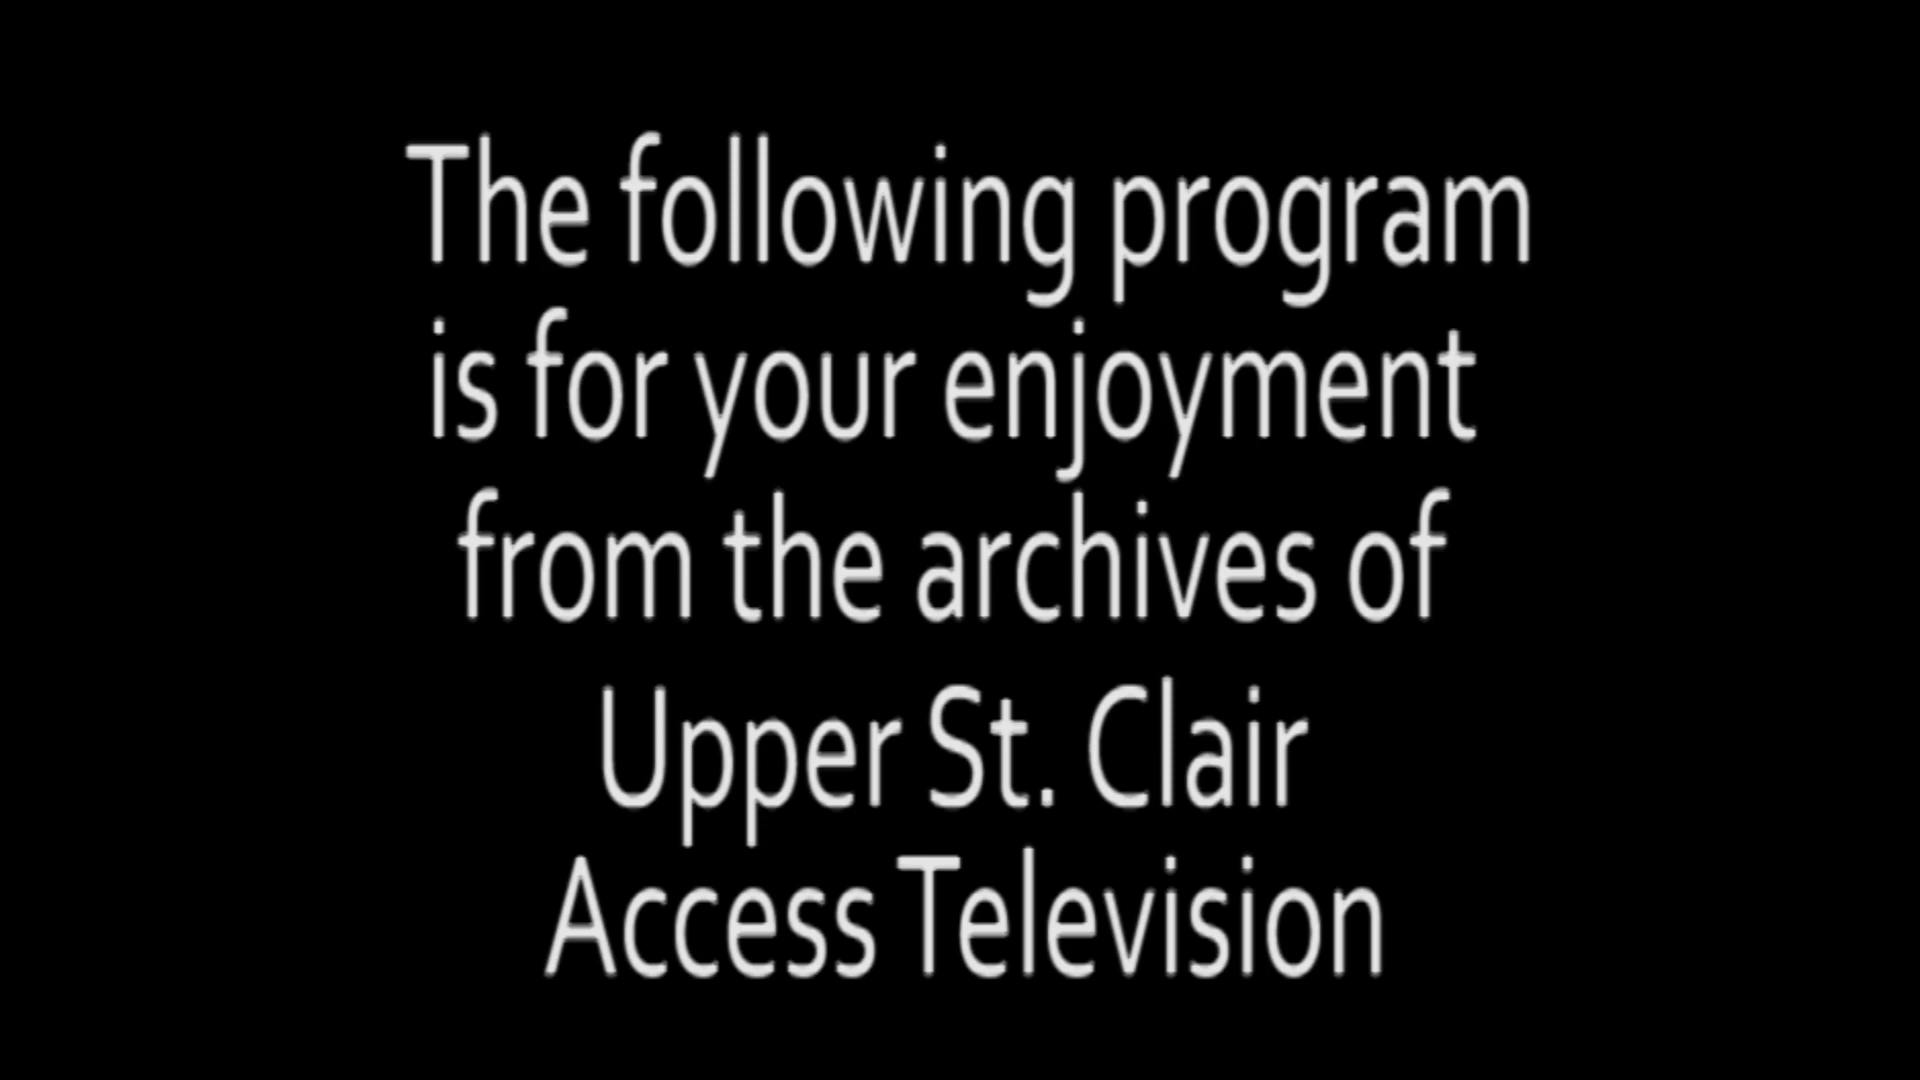 The following program
is for your enjoyment
from the archives of
Upper St. Clair
Access Television